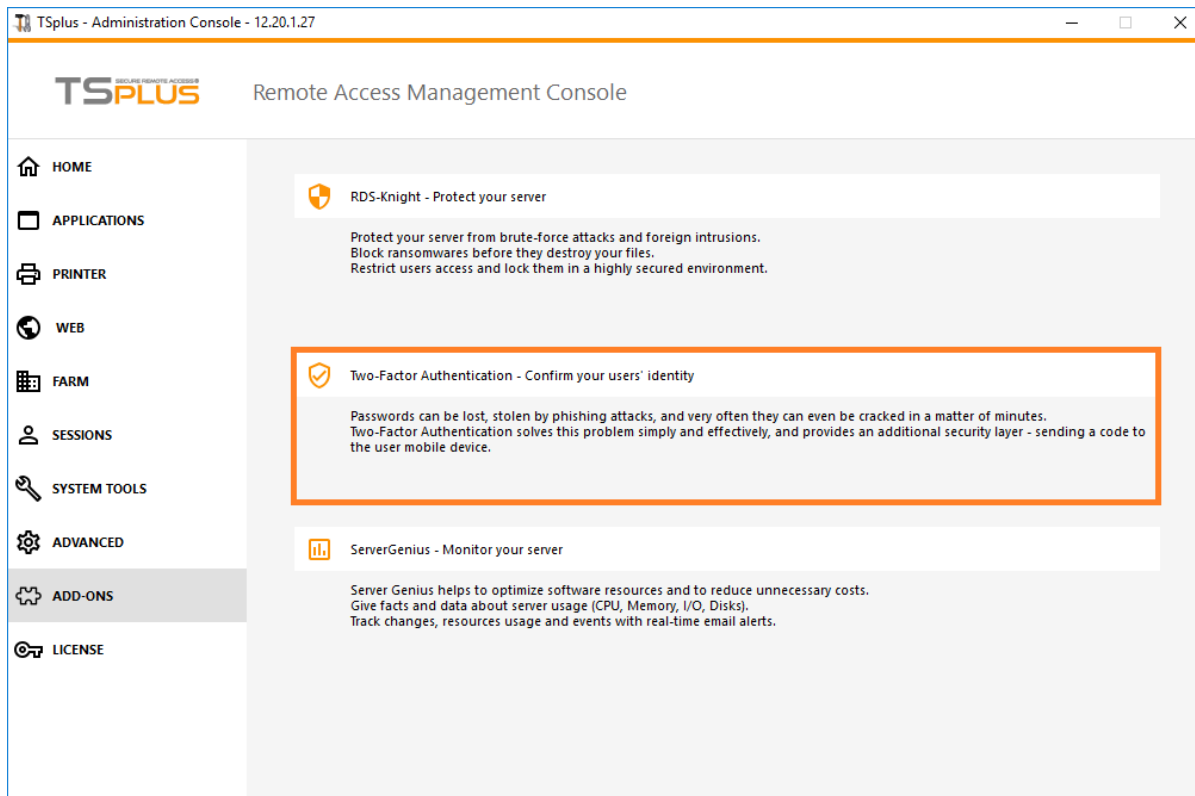 TSplus - Administration Console - 12.20.1.27
TSPLUS
SECURE REMOTE ACCESS®
Remote Access Management Console
HOME
APPLICATIONS
PRINTER
WEB
FARM
SESSIONS
SYSTEM TOOLS
ADVANCED
ADD-ONS
LICENSE
RDS-Knight - Protect your server
Protect your server from brute-force attacks and foreign intrusions.
Block ransomwares before they destroy your files.
Restrict users access and lock them in a highly secured environment.
Two-Factor Authentication - Confirm your users' identity
Passwords can be lost, stolen by phishing attacks, and very often they can even be cracked in a matter of minutes.
Two-Factor Authentication solves this problem simply and effectively, and provides an additional security layer - sending a code to
the user mobile device.
ServerGenius - Monitor your server
Server Genius helps to optimize software resources and to reduce unnecessary costs.
Give facts and data about server usage (CPU, Memory, I/O, Disks).
Track changes, resources usage and events with real-time email alerts.